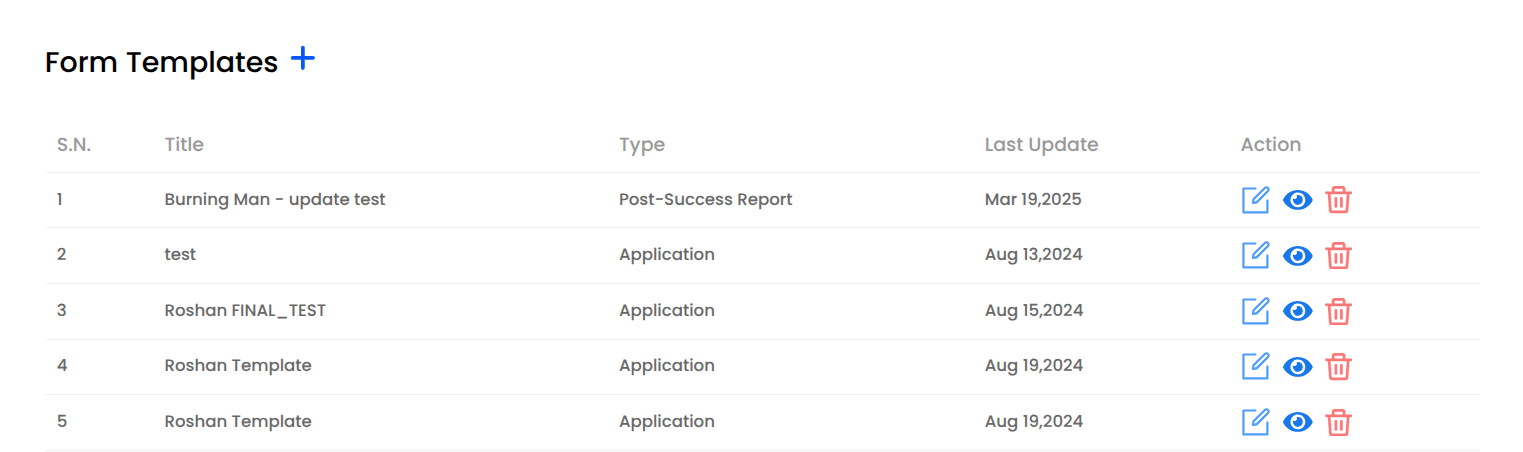 Form Templates +
S.N. Title Type Last Update Action
1 Burning Man - update test Post-Success Report Mar 19,2025
2 test Application Aug 13,2024
3 Roshan FINAL_TEST Application Aug 15,2024
4 Roshan Template Application Aug 19,2024
5 Roshan Template Application Aug 19,2024